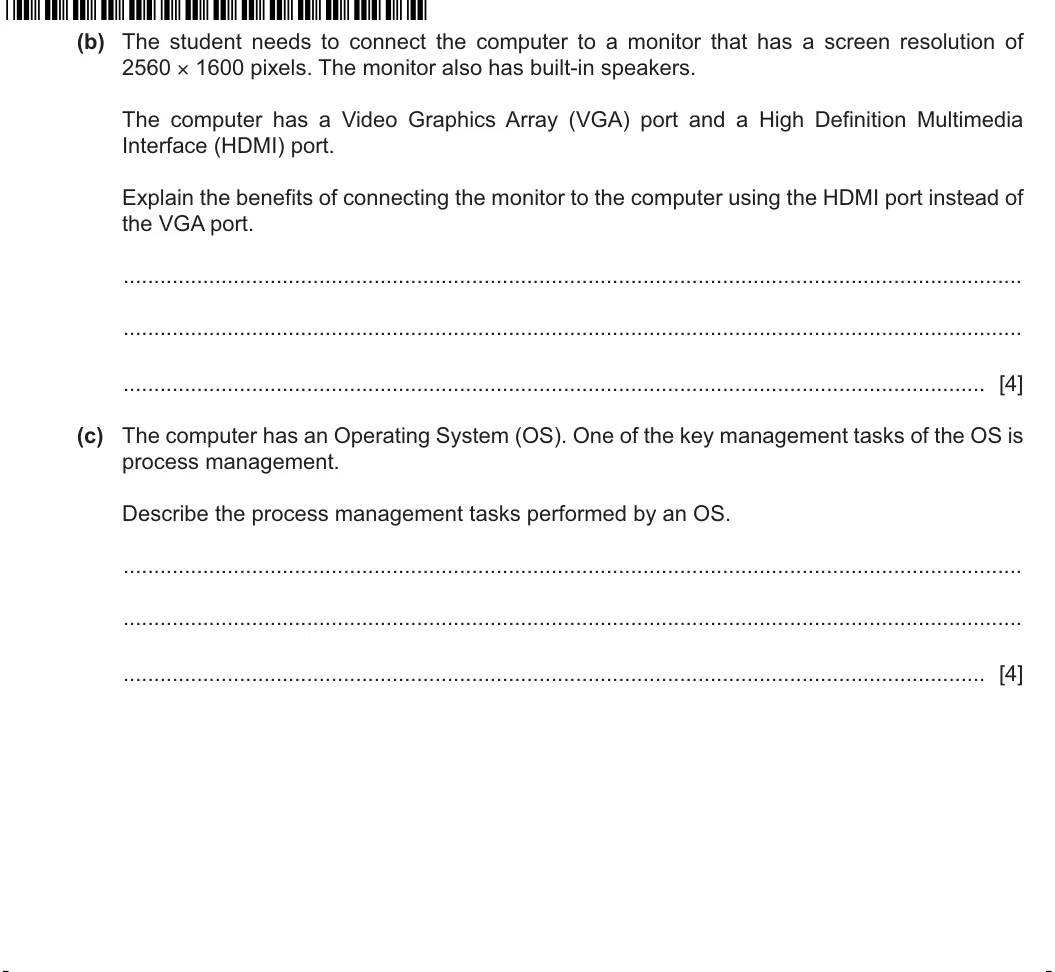 (b) The student needs to connect the computer to a monitor that has a screen resolution of
2560 × 1600 pixels. The monitor also has built-in speakers.
The computer has a Video Graphics Array (VGA) port and a High Definition Multimedia
Interface (HDMI) port.
Explain the benefits of connecting the monitor to the computer using the HDMI port instead of
the VGA port.
....................................................................................................................................................
....................................................................................................................................................
.............................................................................................................................................. [4]
(c) The computer has an Operating System (OS). One of the key management tasks of the OS is
process management.
Describe the process management tasks performed by an OS.
....................................................................................................................................................
....................................................................................................................................................
.............................................................................................................................................. [4]